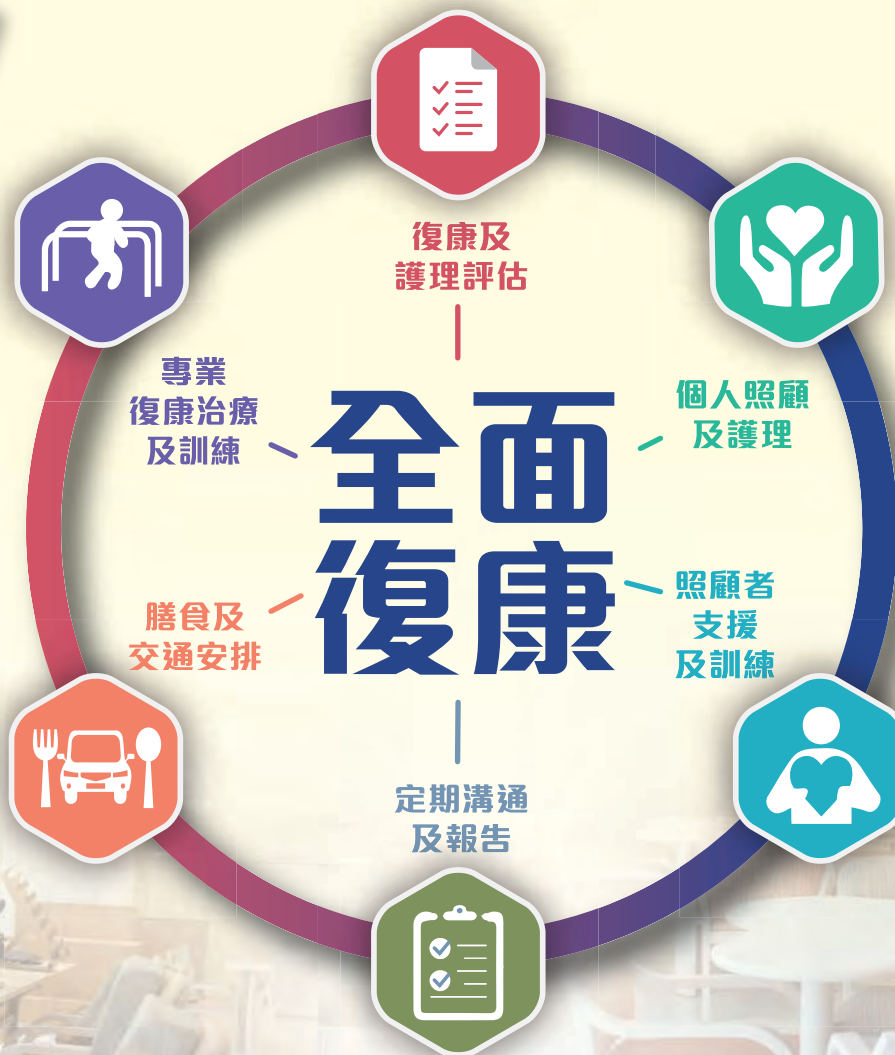 復康及
護理評估
專業
復康治療
及訓練
個人照顧
及護理
全面
復康
照顧者
支援
及訓練
膳食及
交通安排
定期溝通
及報告